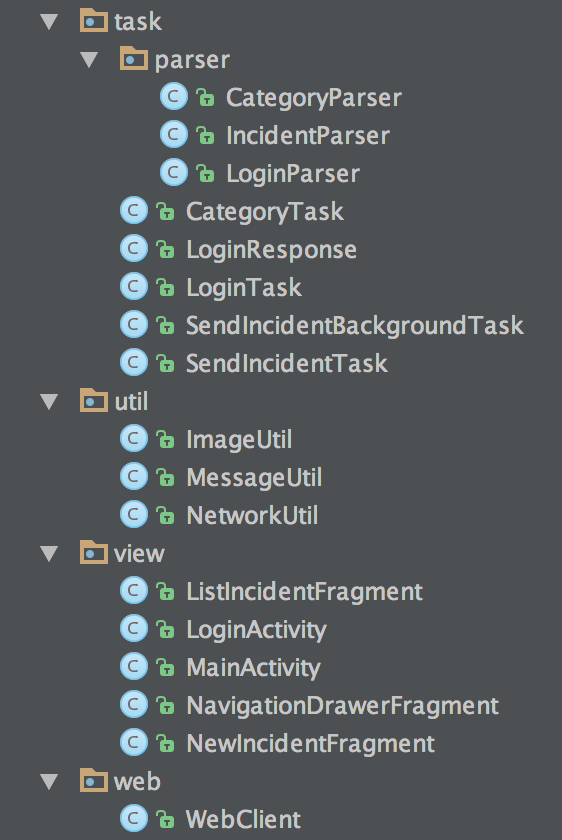 task
parser
CategoryParser
IncidentParser
LoginParser
CategoryTask
LoginResponse
LoginTask
SendIncidentBackgroundTask
SendIncidentTask
util
ImageUtil
MessageUtil
NetworkUtil
view
ListIncidentFragment
LoginActivity
MainActivity
NavigationDrawerFragment
NewIncidentFragment
web
WebClient